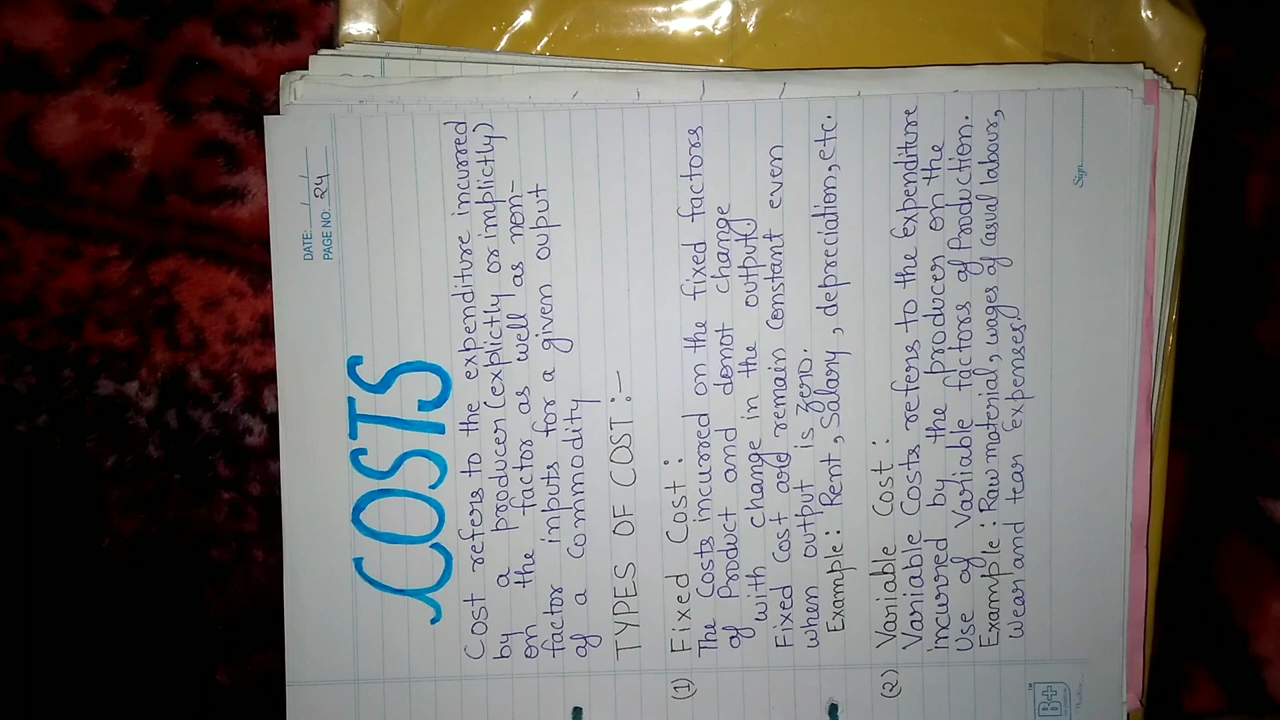 DATE: / /
PAGE NO. 24
COSTS
Cost refers to the expenditure incurred
by a producer (explictly or implictly)
on the factor as well as non-
factor inputs for a given ouput
of a commodity
TYPES OF COST:-
(1) Fixed Cost:
The Costs incurred on the fixed factors
of Product and donot change
with change in the output
Fixed Cost remain Constant even
when output is zero.
Example: Rent, Salary, depreciation, etc.
(2) Variable Cost:
Variable Costs refers to the Expenditure
incurred by the producer on the
Use of Variable factors of Production.
Example: Raw material, wages of Casual labour,
wear and tear expenses.
Sign
B+